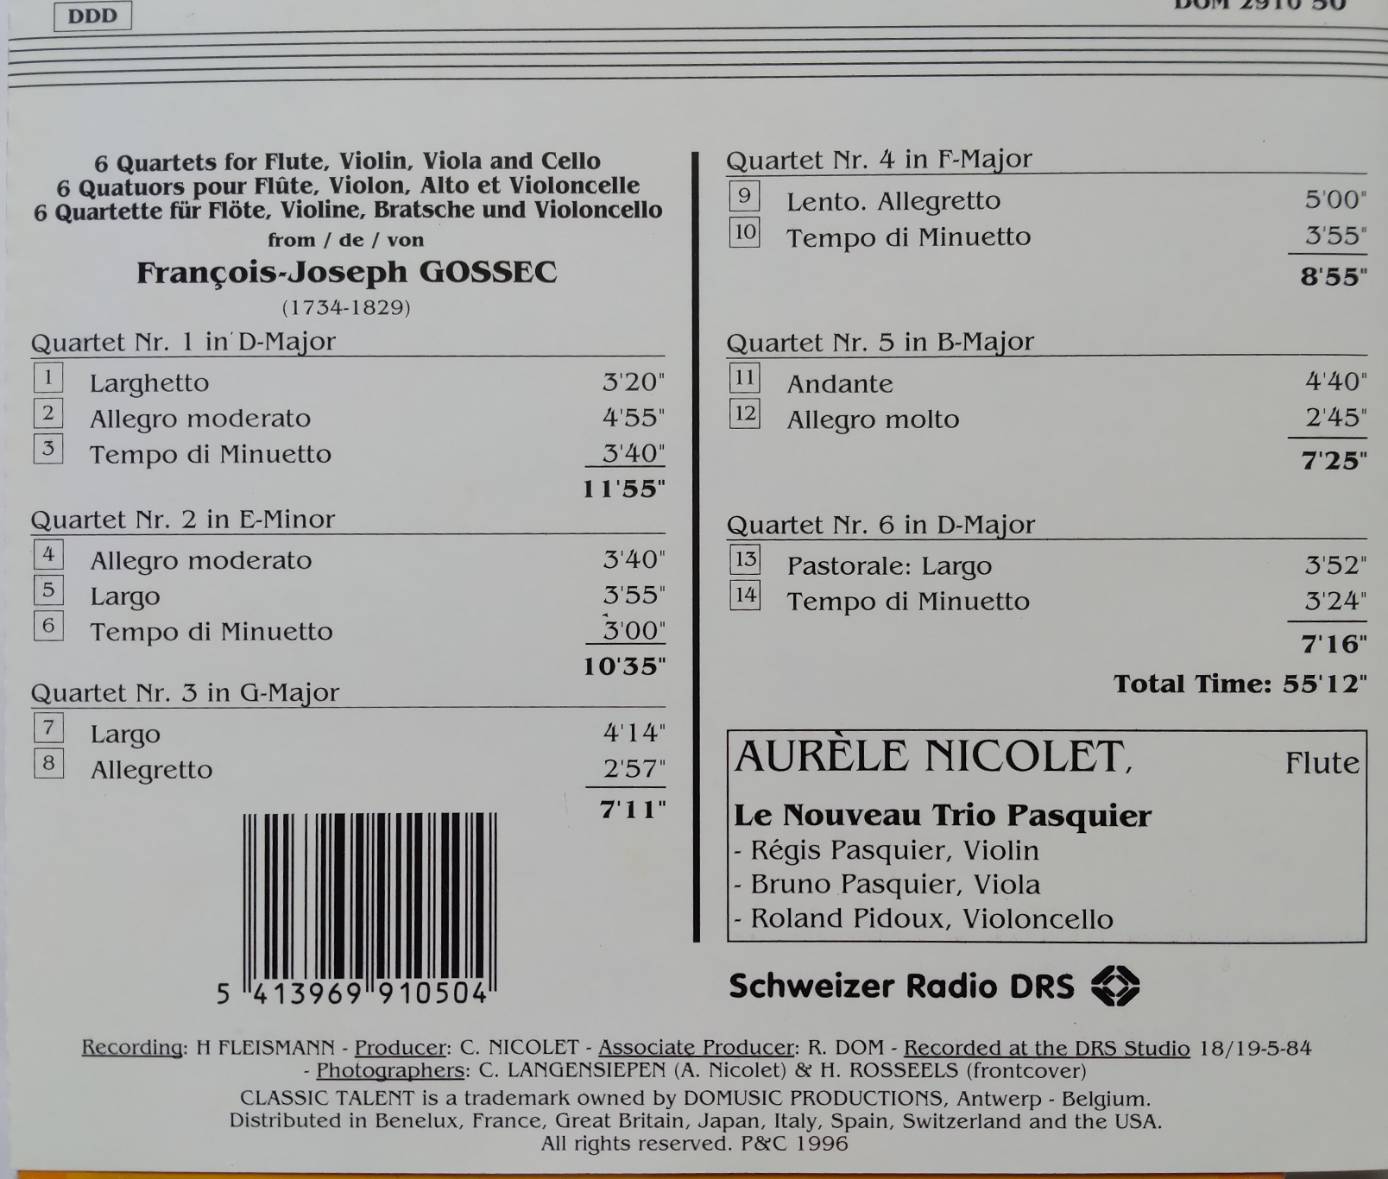 DDD
DOM 2910 50
6 Quartets for Flute, Violin, Viola and Cello
6 Quatuors pour Flûte, Violon, Alto et Violoncelle
6 Quartette für Flöte, Violine, Bratsche und Violoncello
from / de / von
François-Joseph GOSSEC
(1734-1829)
Quartet Nr. 1 in D-Major
1 Larghetto 3'20"
2 Allegro moderato 4'55"
3 Tempo di Minuetto 3'40"
11'55"
Quartet Nr. 2 in E-Minor
4 Allegro moderato 3'40"
5 Largo 3'55"
6 Tempo di Minuetto 3'00"
10'35"
Quartet Nr. 3 in G-Major
7 Largo 4'14"
8 Allegretto 2'57"
7'11"
5 413969 910504
Quartet Nr. 4 in F-Major
9 Lento. Allegretto 5'00"
10 Tempo di Minuetto 3'55"
8'55"
Quartet Nr. 5 in B-Major
11 Andante 4'40"
12 Allegro molto 2'45"
7'25"
Quartet Nr. 6 in D-Major
13 Pastorale: Largo 3'52"
14 Tempo di Minuetto 3'24"
7'16"
Total Time: 55'12"
AURÈLE NICOLET, Flute
Le Nouveau Trio Pasquier
- Régis Pasquier, Violin
- Bruno Pasquier, Viola
- Roland Pidoux, Violoncello
Schweizer Radio DRS
Recording: H FLEISMANN - Producer: C. NICOLET - Associate Producer: R. DOM - Recorded at the DRS Studio 18/19-5-84
- Photographers: C. LANGENSIEPEN (A. Nicolet) & H. ROSSEELS (frontcover)
CLASSIC TALENT is a trademark owned by DOMUSIC PRODUCTIONS, Antwerp - Belgium.
Distributed in Benelux, France, Great Britain, Japan, Italy, Spain, Switzerland and the USA.
All rights reserved. P&C 1996